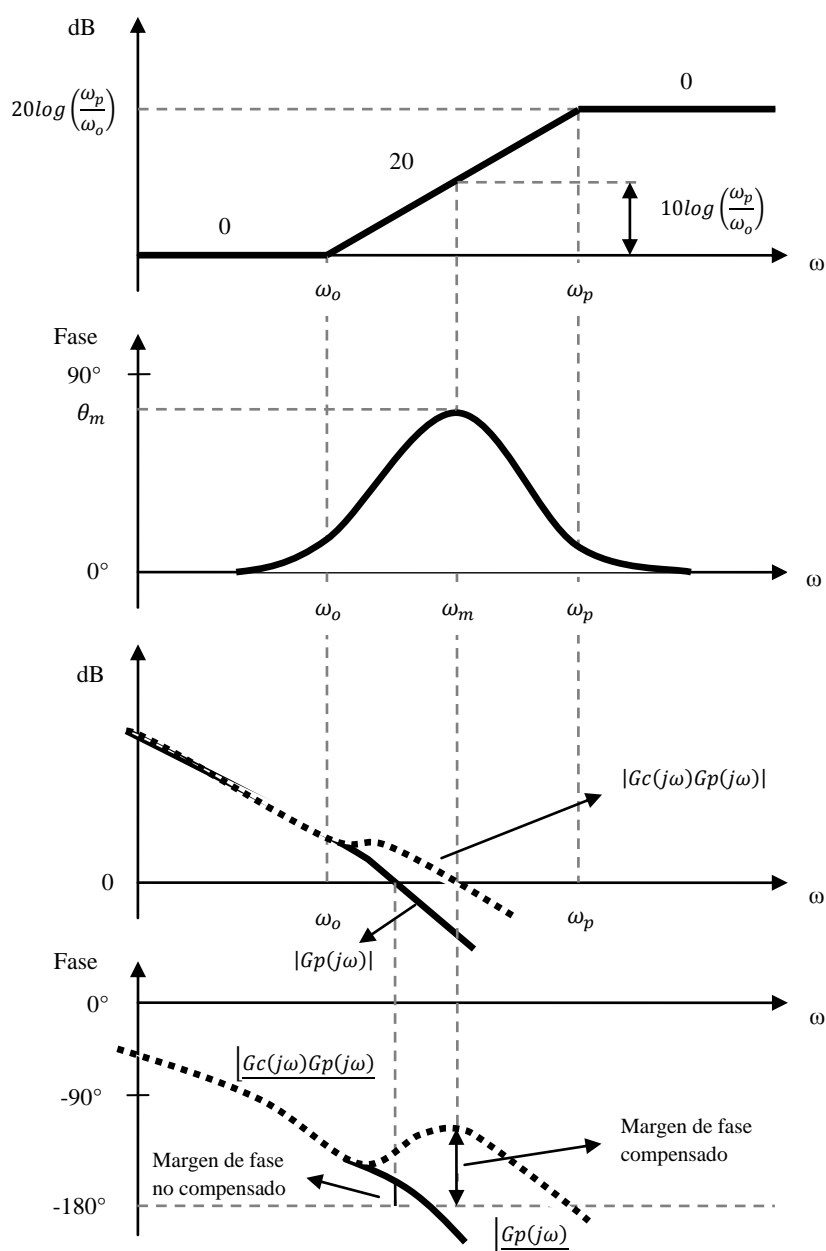 dB
20log(ωp/ωo)
0
20
0
10log(ωp/ωo)
ω
ωo
ωp
Fase
90°
θm
0°
ω
ωo
ωm
ωp
dB
|Gc(jω)Gp(jω)|
0
ωo
ωp
|Gp(jω)|
Fase
0°
ω
|Gc(jω)Gp(jω)
-90°
Margen de fase
compensado
Margen de fase
no compensado
-180°
|Gp(jω)